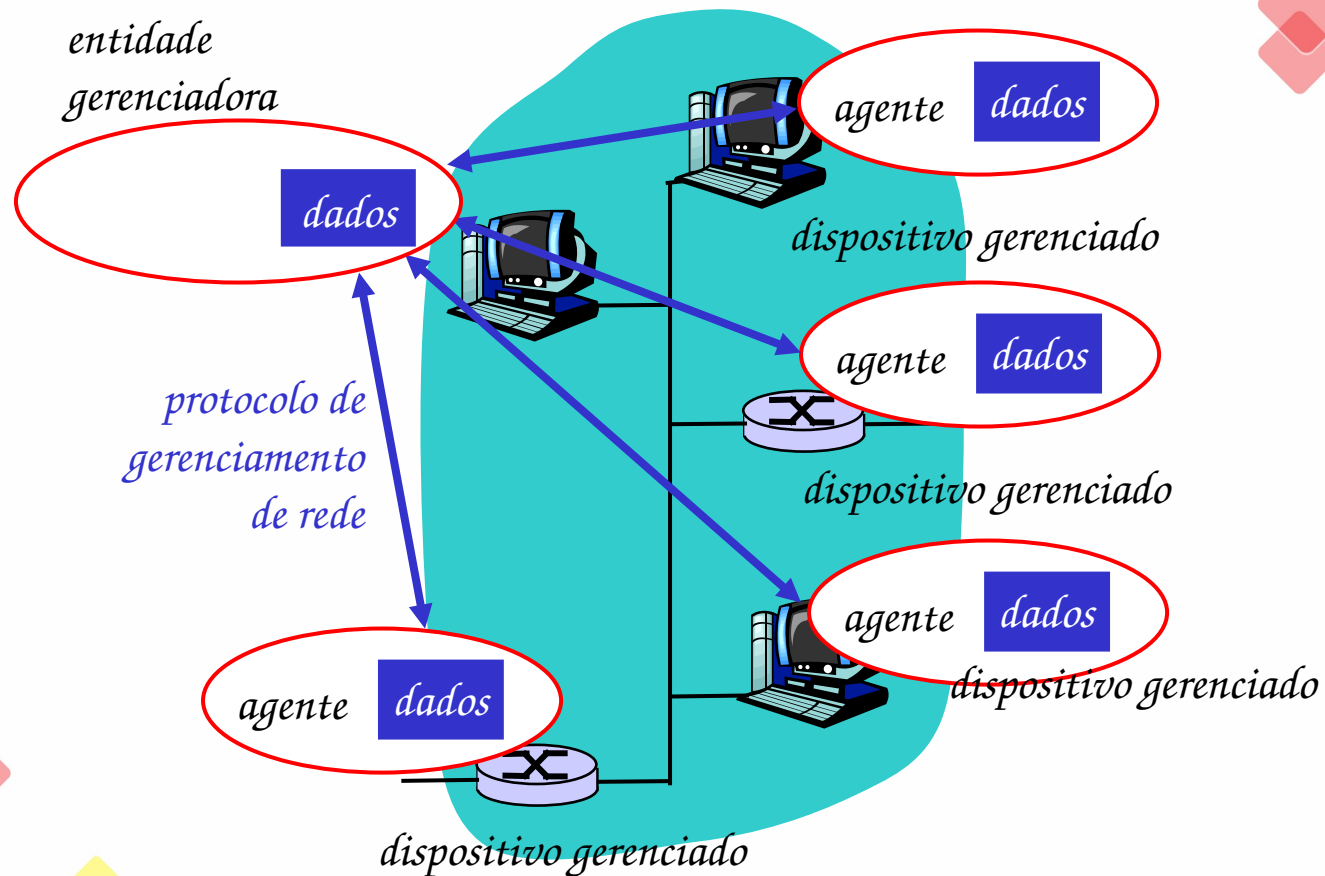 entidade
gerenciadora
dados
agente dados
dispositivo gerenciado
agente dados
dispositivo gerenciado
protocolo de
gerenciamento
de rede
agente dados
dispositivo gerenciado
agente dados
dispositivo gerenciado